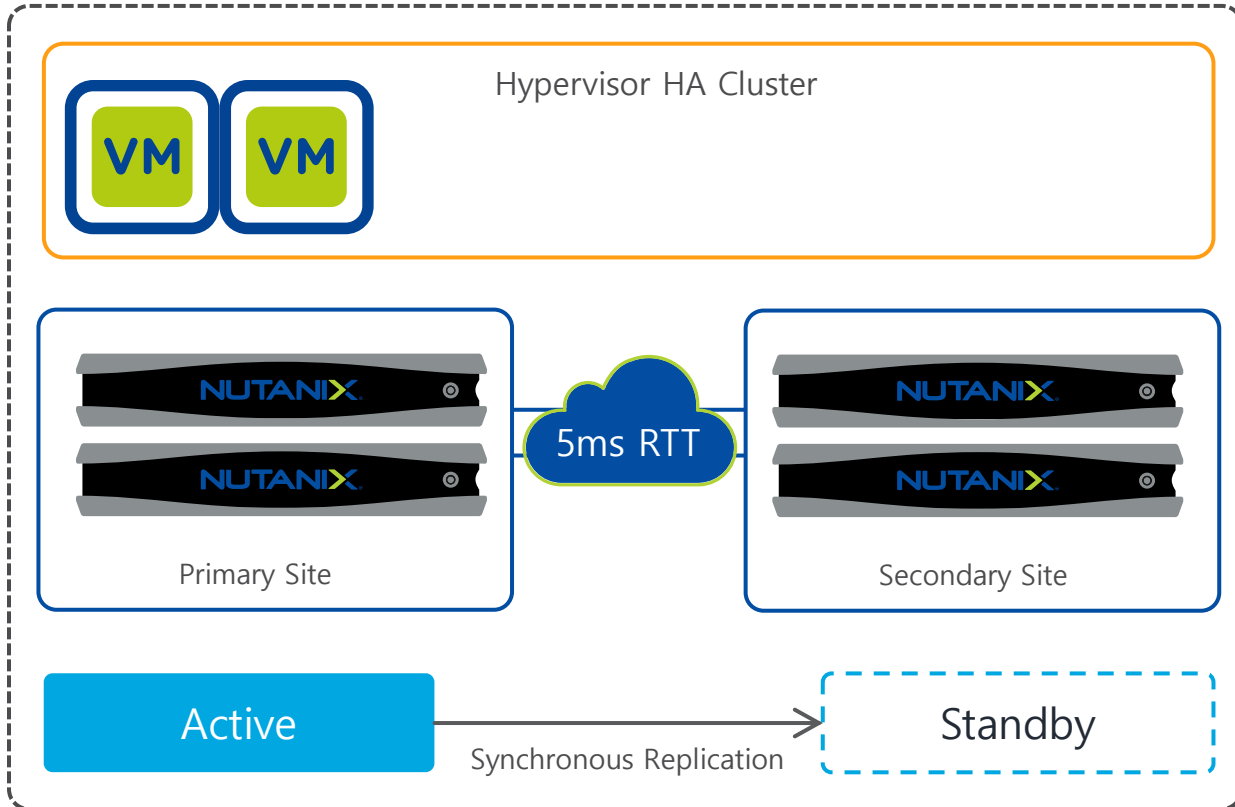 Hypervisor HA Cluster
VM VM
NUTANIX NUTANIX
5ms RTT
NUTANIX NUTANIX
Primary Site Secondary Site
Active Standby
Synchronous Replication